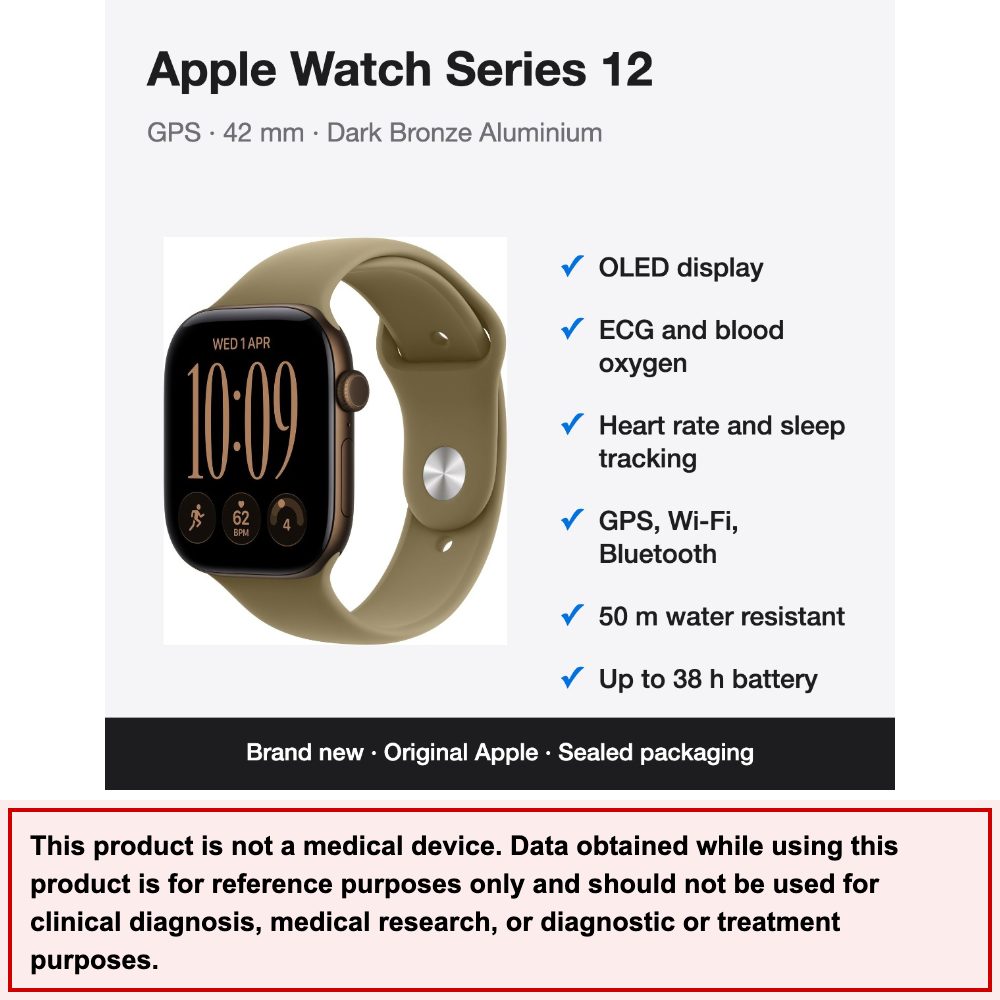 Apple Watch Series 12
GPS · 42 mm · Dark Bronze Aluminium
WED 1 APR
10:09
62
BPM
4
OLED display
ECG and blood
oxygen
Heart rate and sleep
tracking
GPS, Wi-Fi,
Bluetooth
50 m water resistant
Up to 38 h battery
Brand new · Original Apple · Sealed packaging
This product is not a medical device. Data obtained while using this
product is for reference purposes only and should not be used for
clinical diagnosis, medical research, or diagnostic or treatment
purposes.